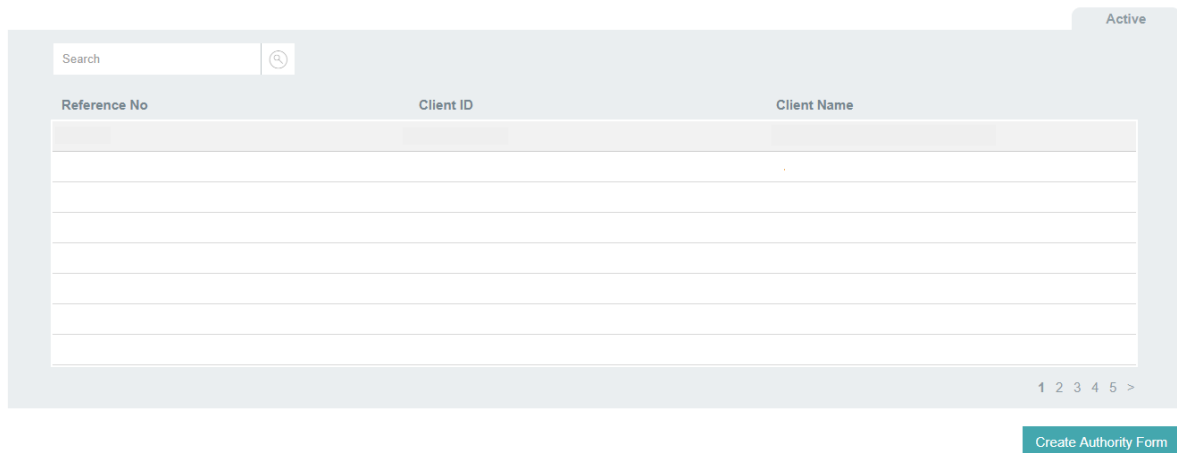 Active
Search
Reference No Client ID Client Name
1 2 3 4 5 >
Create Authority Form